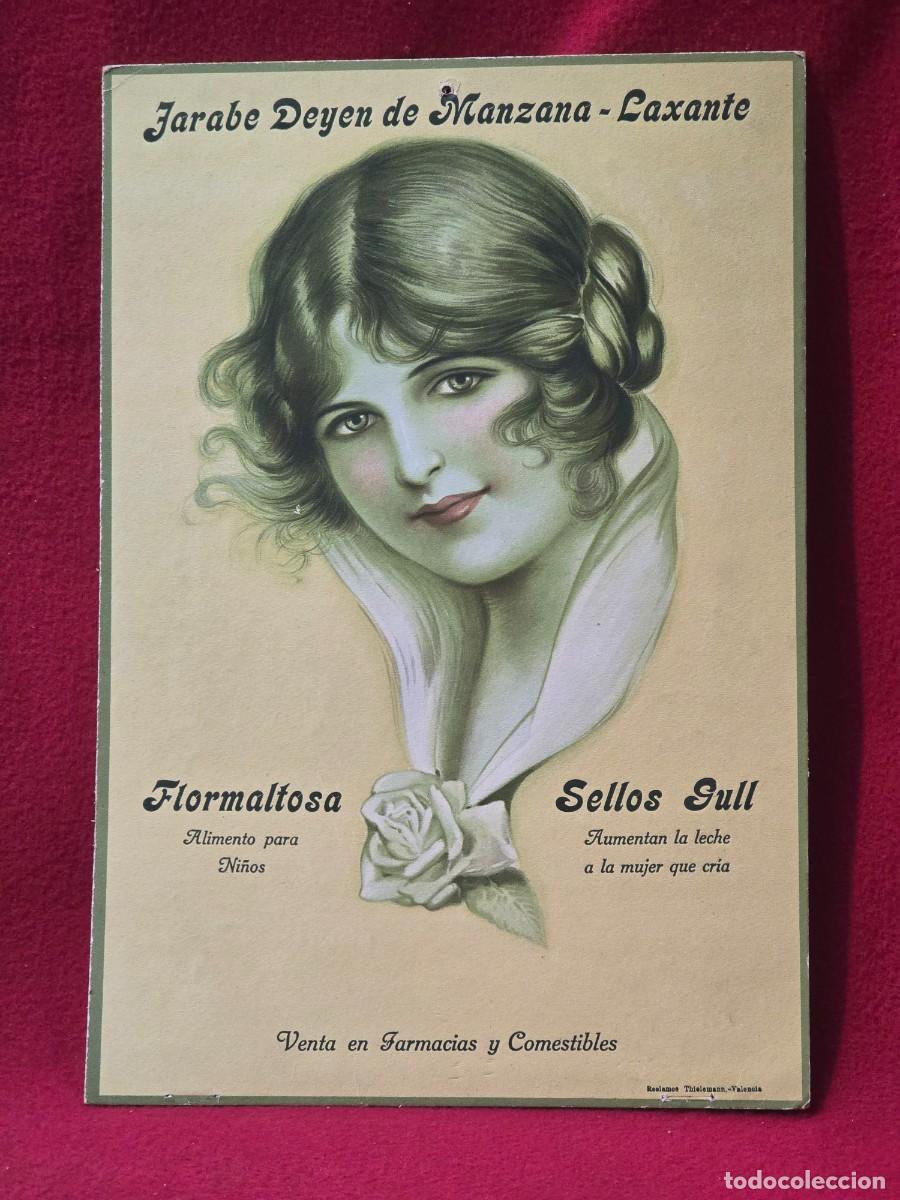 Jarabe Deyen de Manzana - Laxante
Flormaltosa
Alimento para
Niños
Sellos Gull
Aumentan la leche
a la mujer que cría
Venta en Farmacias y Comestibles
Reclamos Thielemann.-Valencia
todocoleccion